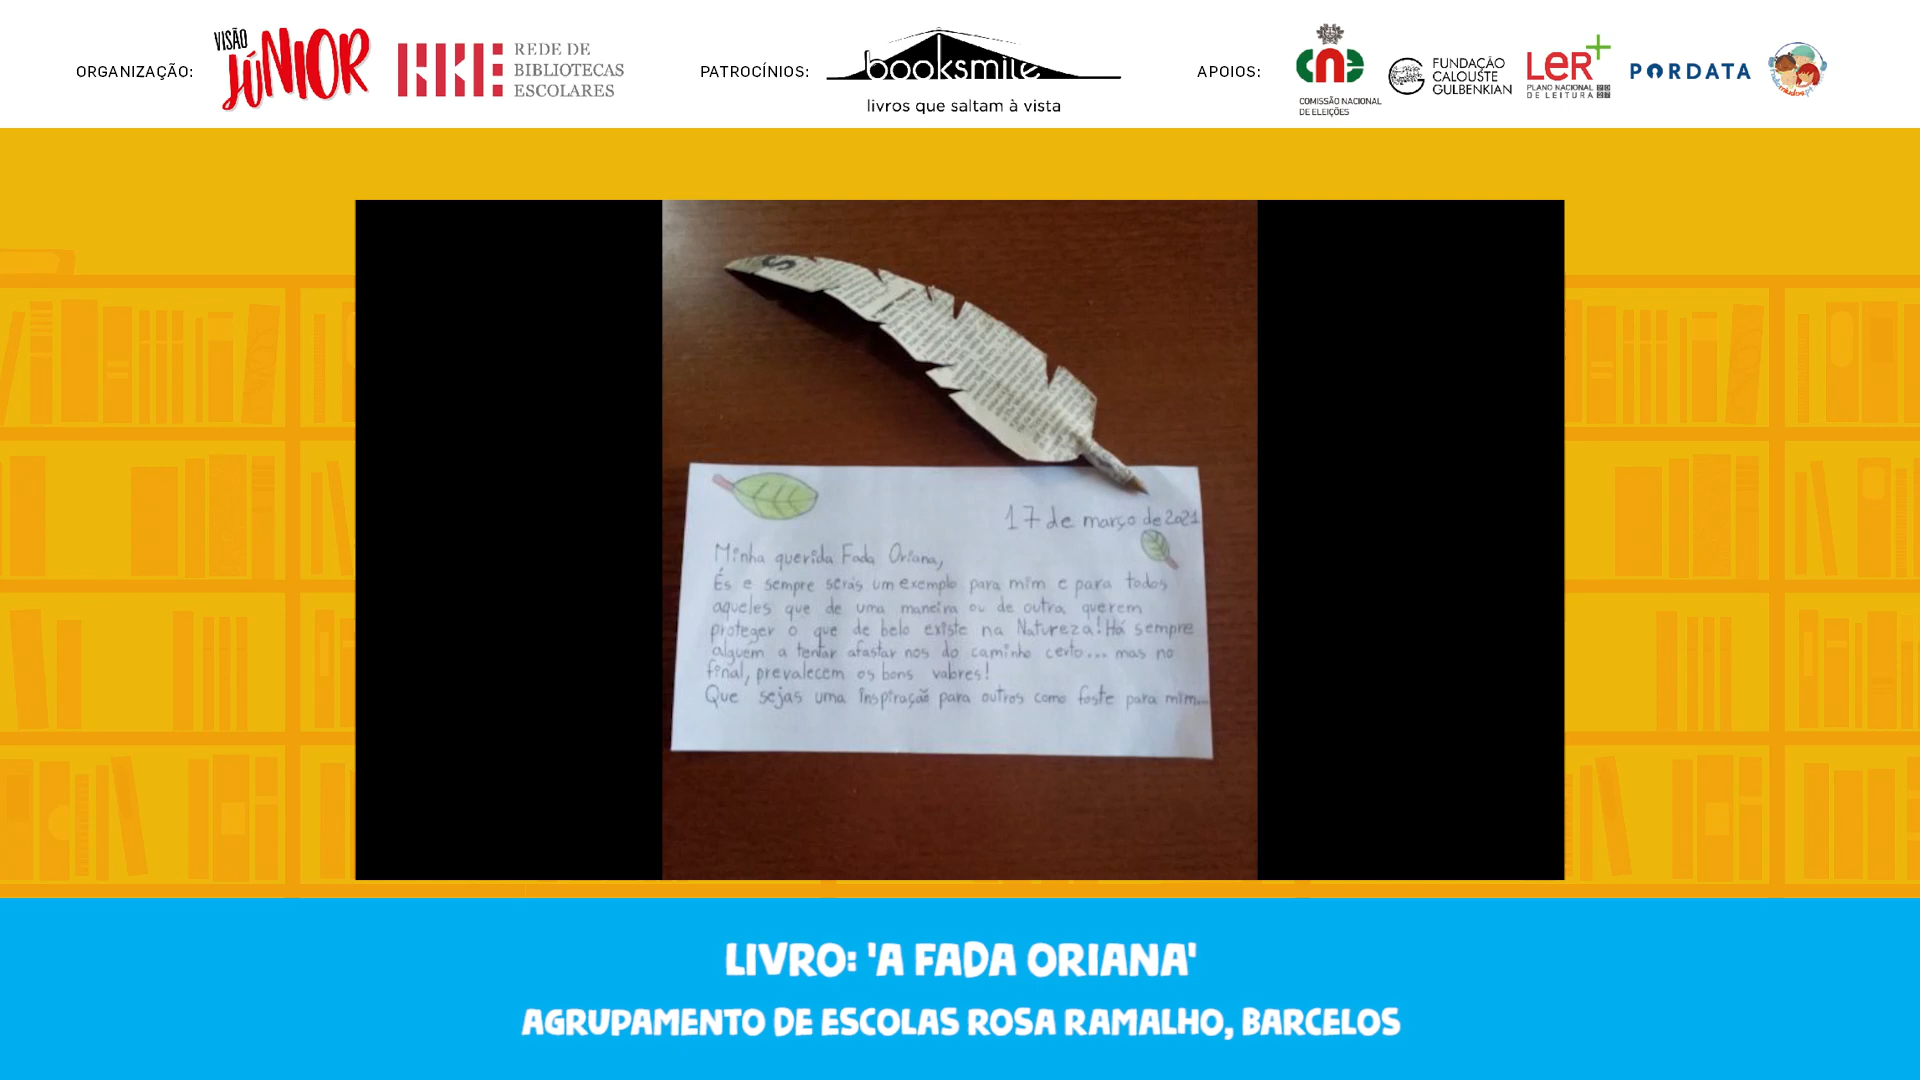 ORGANIZAÇÃO:
VISÃO
JÚNIOR
REDE DE
BIBLIOTECAS
ESCOLARES
PATROCÍNIOS:
booksmile
livros que saltam à vista
APOIOS:
cne
COMISSÃO NACIONAL
DE ELEIÇÕES
FUNDAÇÃO
CALOUSTE
GULBENKIAN
LER+
PLANO NACIONAL
DE LEITURA
PORDATA
miudos.pt
17 de março de 2021
Minha querida Fada Oriana,
És e sempre serás um exemplo para mim e para todos
aqueles que de uma maneira ou de outra querem
proteger o que de belo existe na Natureza! Há sempre
alguém a tentar afastar nos do caminho certo... mas no
final, prevalecem os bons valores!
Que sejas uma inspiração para outros como foste para mim...
LIVRO: 'A FADA ORIANA'
AGRUPAMENTO DE ESCOLAS ROSA RAMALHO, BARCELOS